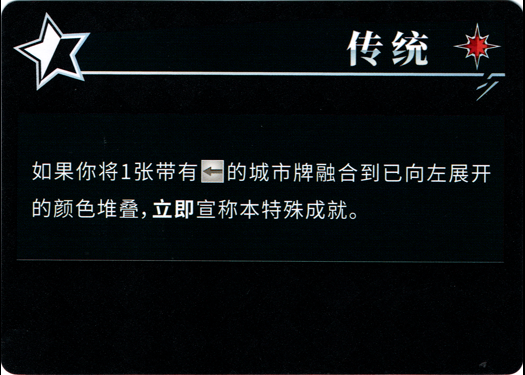 传统
如果你将1张带有的城市牌融合到已向左展开
的颜色堆叠，立即宣称本特殊成就。